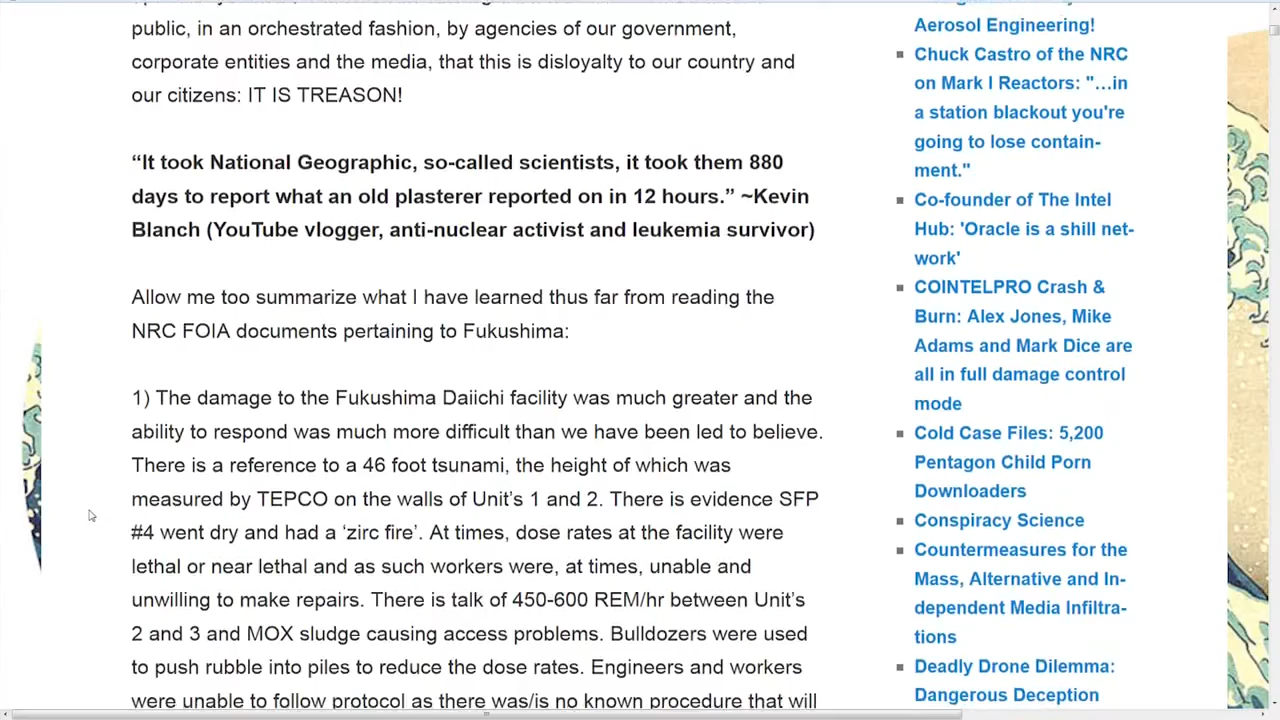 public, in an orchestrated fashion, by agencies of our government,
corporate entities and the media, that this is disloyalty to our country and
our citizens: IT IS TREASON!
“It took National Geographic, so-called scientists, it took them 880
days to report what an old plasterer reported on in 12 hours.” ~Kevin
Blanch (YouTube vlogger, anti-nuclear activist and leukemia survivor)
Allow me too summarize what I have learned thus far from reading the
NRC FOIA documents pertaining to Fukushima:
1) The damage to the Fukushima Daiichi facility was much greater and the
ability to respond was much more difficult than we have been led to believe.
There is a reference to a 46 foot tsunami, the height of which was
measured by TEPCO on the walls of Unit’s 1 and 2. There is evidence SFP
#4 went dry and had a ‘zirc fire’. At times, dose rates at the facility were
lethal or near lethal and as such workers were, at times, unable and
unwilling to make repairs. There is talk of 450-600 REM/hr between Unit’s
2 and 3 and MOX sludge causing access problems. Bulldozers were used
to push rubble into piles to reduce the dose rates. Engineers and workers
were unable to follow protocol as there was/is no known procedure that will
Aerosol Engineering!
Chuck Castro of the NRC
on Mark I Reactors: "…in
a station blackout you're
going to lose contain-
ment."
Co-founder of The Intel
Hub: 'Oracle is a shill net-
work'
COINTELPRO Crash &
Burn: Alex Jones, Mike
Adams and Mark Dice are
all in full damage control
mode
Cold Case Files: 5,200
Pentagon Child Porn
Downloaders
Conspiracy Science
Countermeasures for the
Mass, Alternative and In-
dependent Media Infiltra-
tions
Deadly Drone Dilemma:
Dangerous Deception